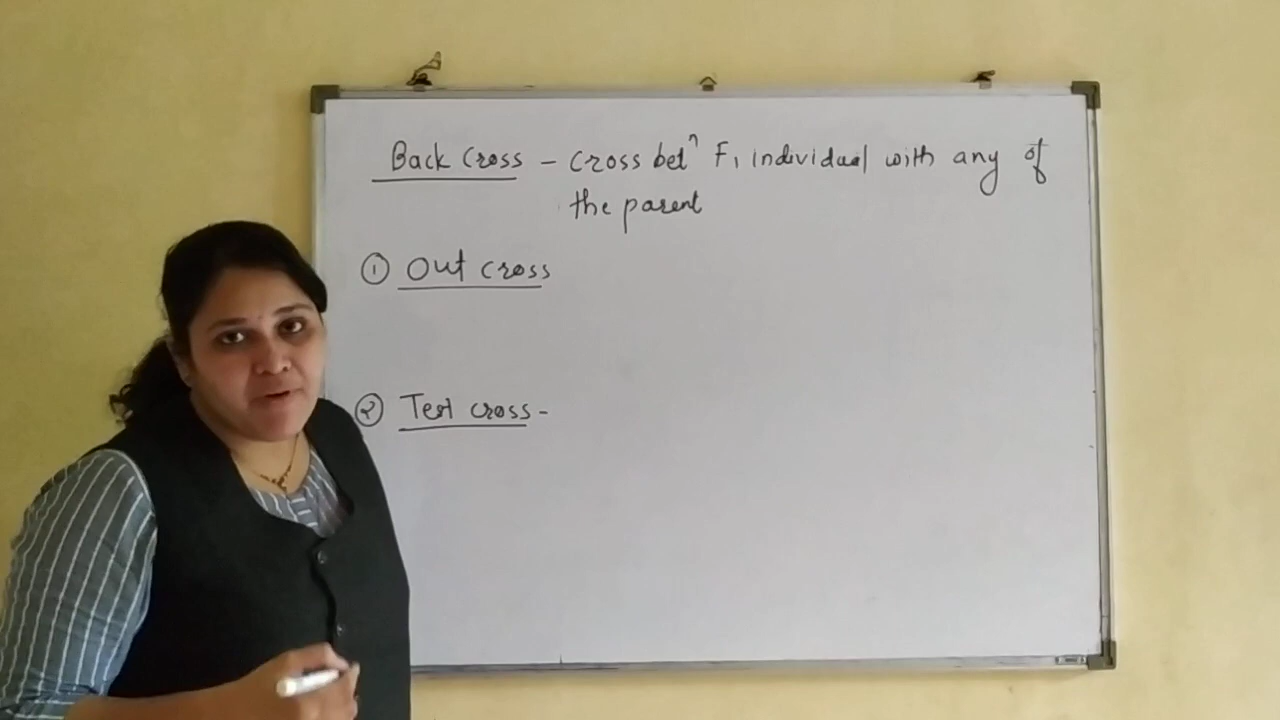 Back Cross - Cross betⁿ F₁ individual with any of
the parent
① Out cross
② Test cross -